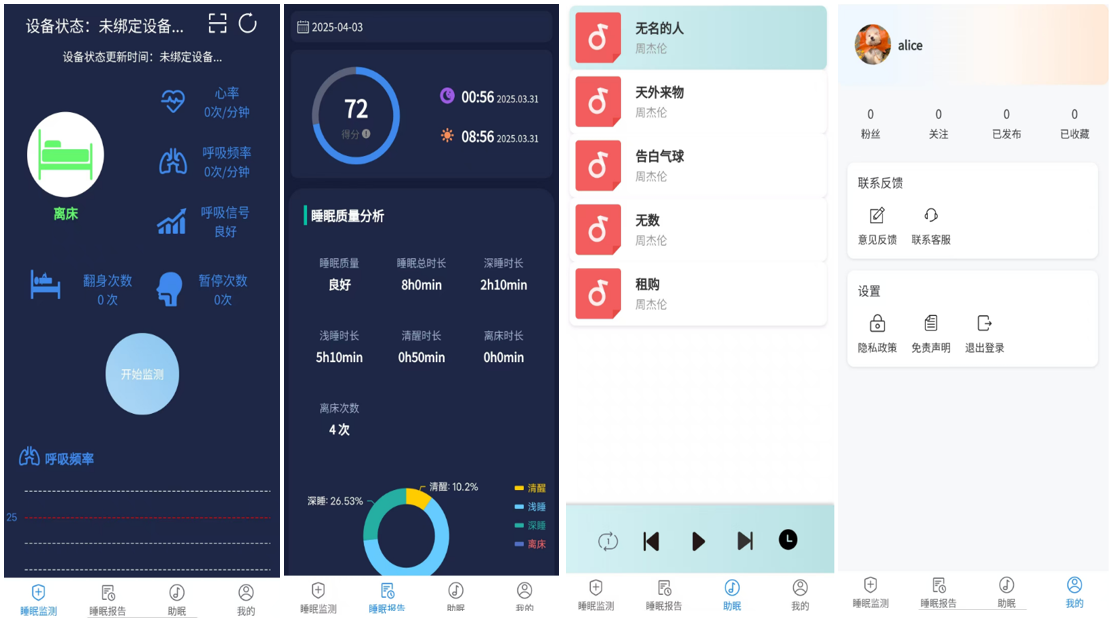 设备状态：未绑定设备...
设备状态更新时间：未绑定设备...
心率
0次/分钟
呼吸频率
0次/分钟
离床
呼吸信号
良好
翻身次数
0 次
暂停次数
0次
开始监测
呼吸频率
25
睡眠监测
睡眠报告
助眠
我的
2025-04-03
72
得分
00:56 2025.03.31
08:56 2025.03.31
睡眠质量分析
睡眠质量
睡眠总时长
深睡时长
良好
8h0min
2h10min
浅睡时长
清醒时长
离床时长
5h10min
0h50min
0h0min
离床次数
4 次
清醒: 10.2%
深睡: 26.53%
清醒
浅睡
深睡
离床
睡眠监测
睡眠报告
助眠
我的
无名的人
周杰伦
天外来物
周杰伦
告白气球
周杰伦
无数
周杰伦
租购
周杰伦
1
睡眠监测
睡眠报告
助眠
我的
alice
0
0
0
0
粉丝
关注
已发布
已收藏
联系反馈
意见反馈
联系客服
设置
隐私政策
免责声明
退出登录
睡眠监测
睡眠报告
助眠
我的